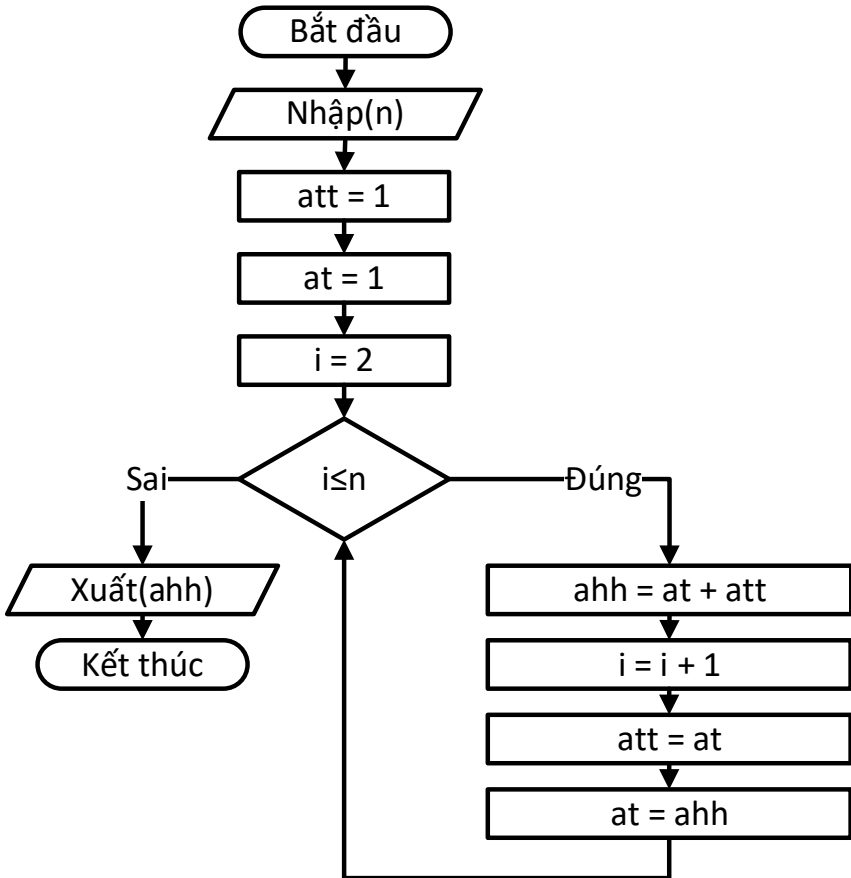 Bắt đầu
Nhập(n)
att = 1
at = 1
i = 2
i≤n
Sai
Đúng
Xuất(ahh)
Kết thúc
ahh = at + att
i = i + 1
att = at
at = ahh